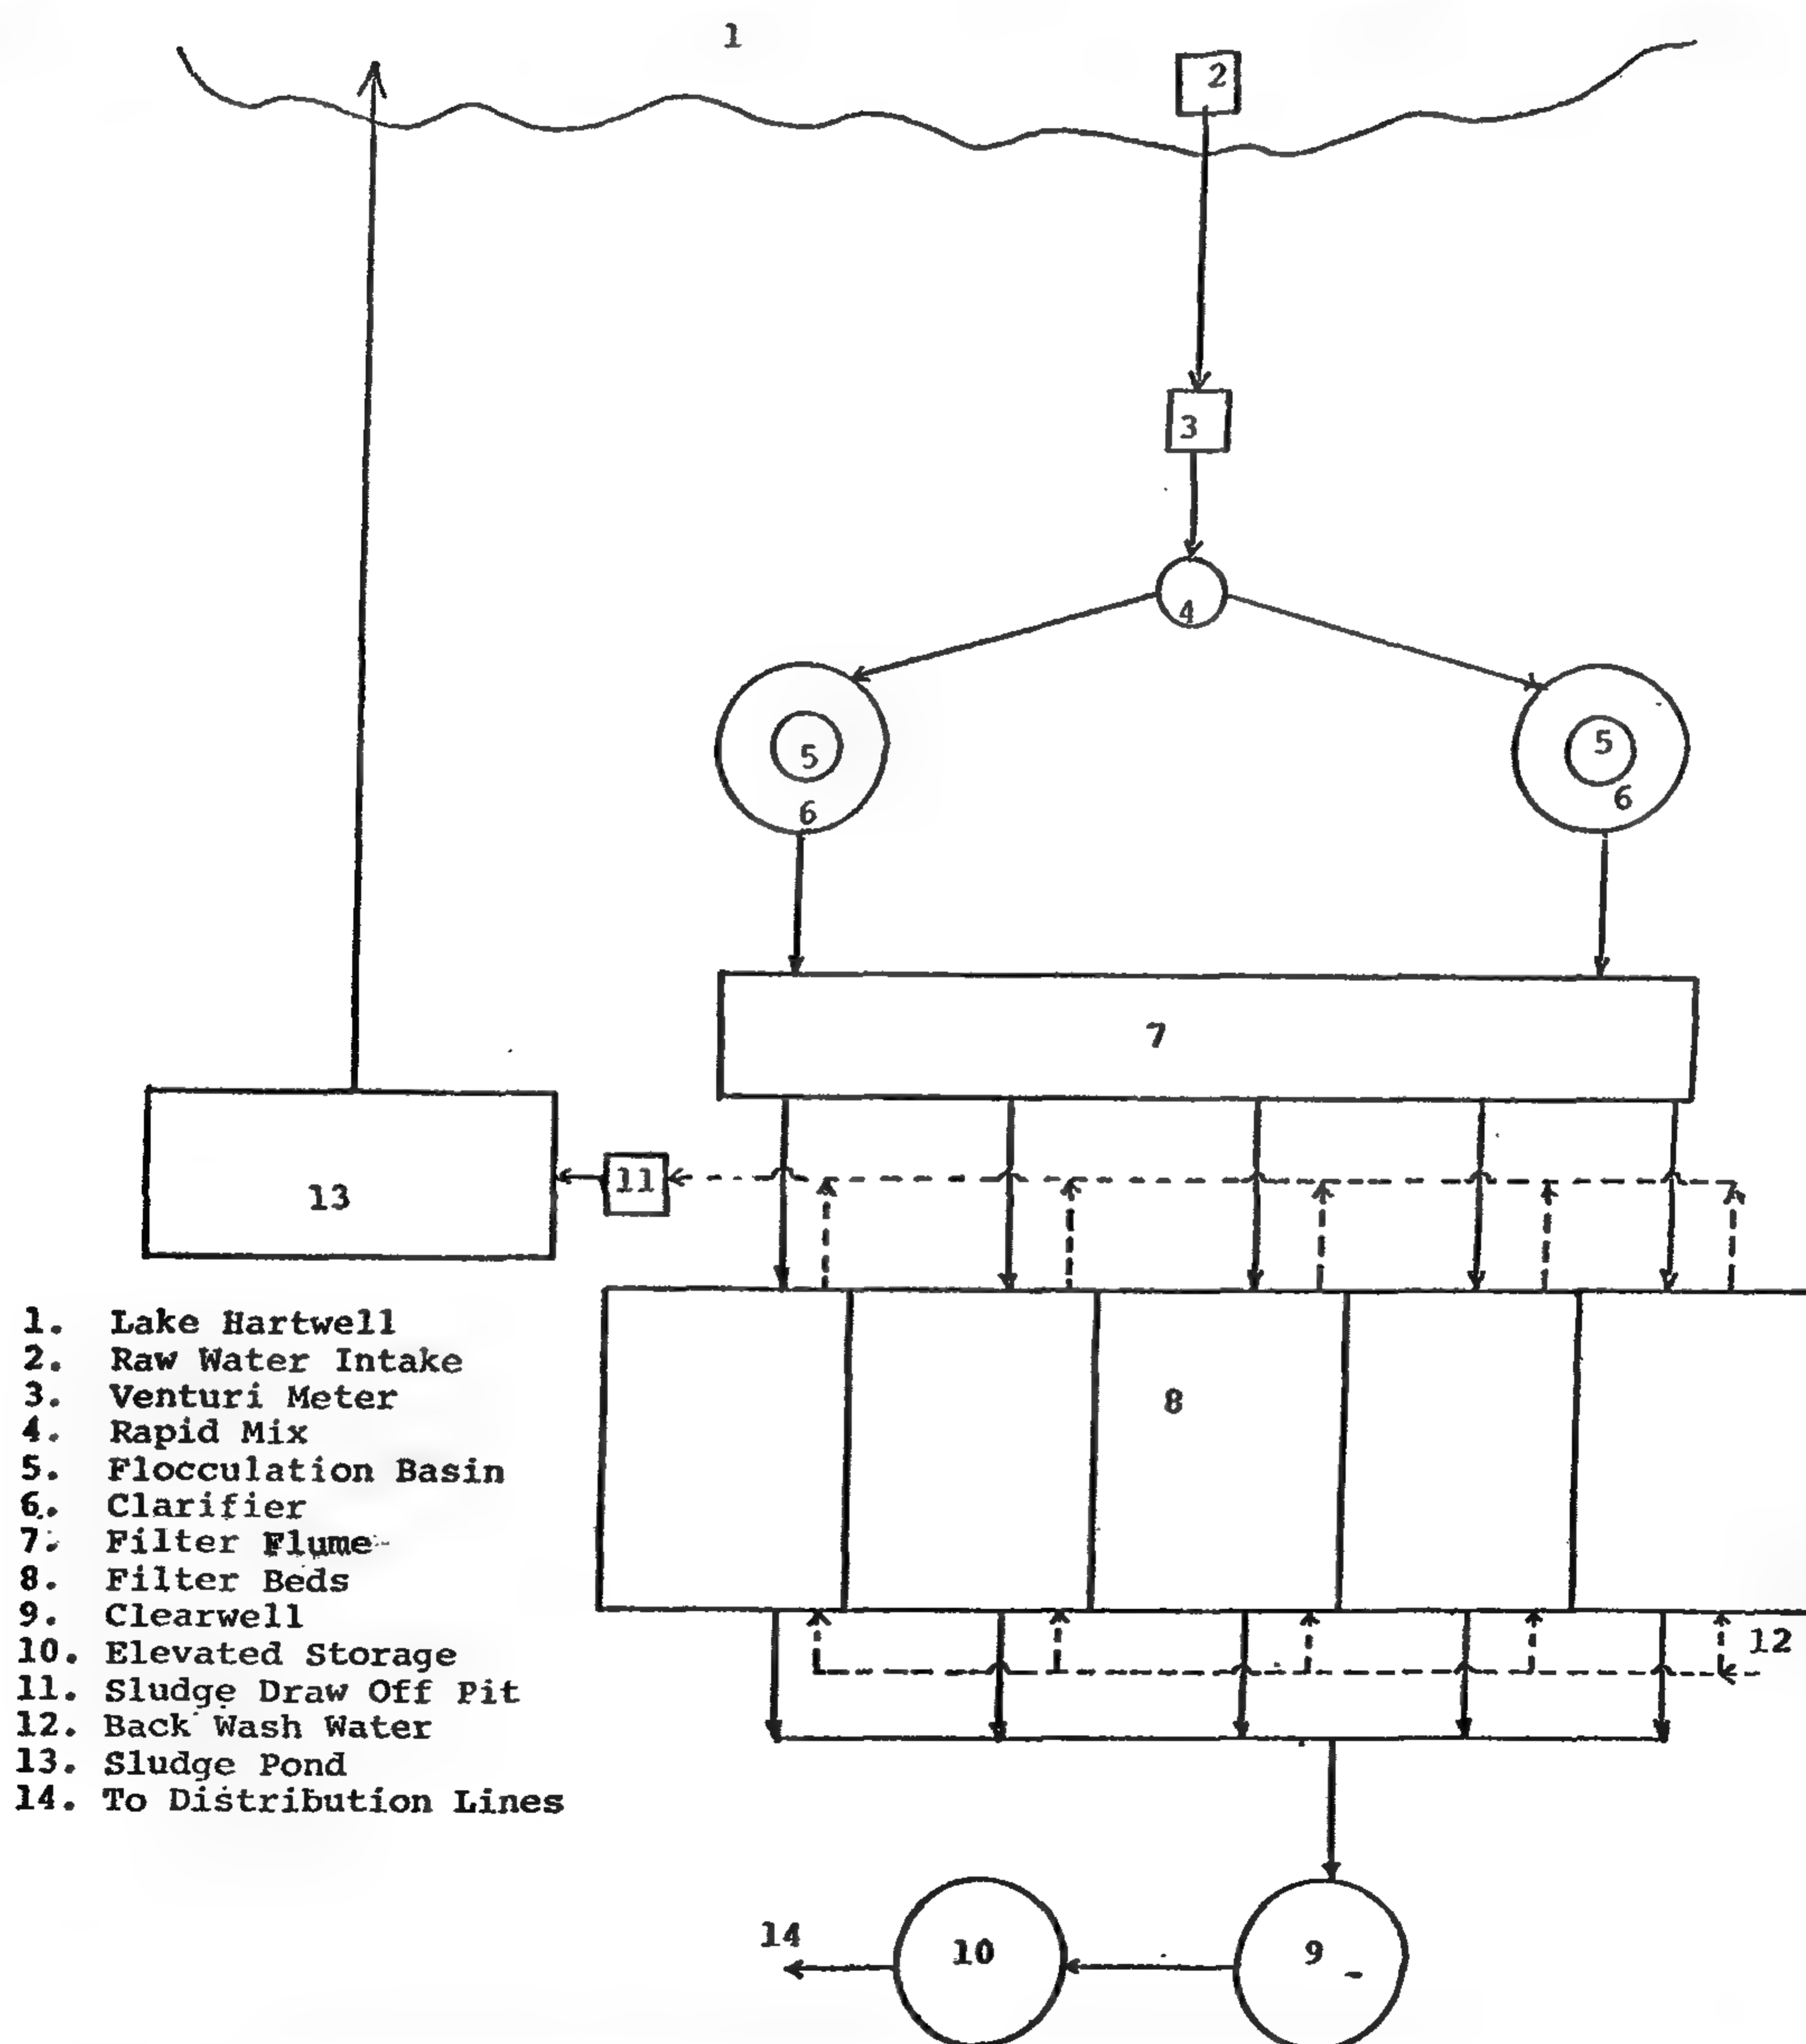 1
2
3
4
5
5
6
6
7
11
13
8
12
1. Lake Hartwell
2. Raw Water Intake
3. Venturi Meter
4. Rapid Mix
5. Flocculation Basin
6. Clarifier
7. Filter Flume
8. Filter Beds
9. Clearwell
10. Elevated Storage
11. Sludge Draw Off Pit
12. Back Wash Water
13. Sludge Pond
14. To Distribution Lines
14
10
9